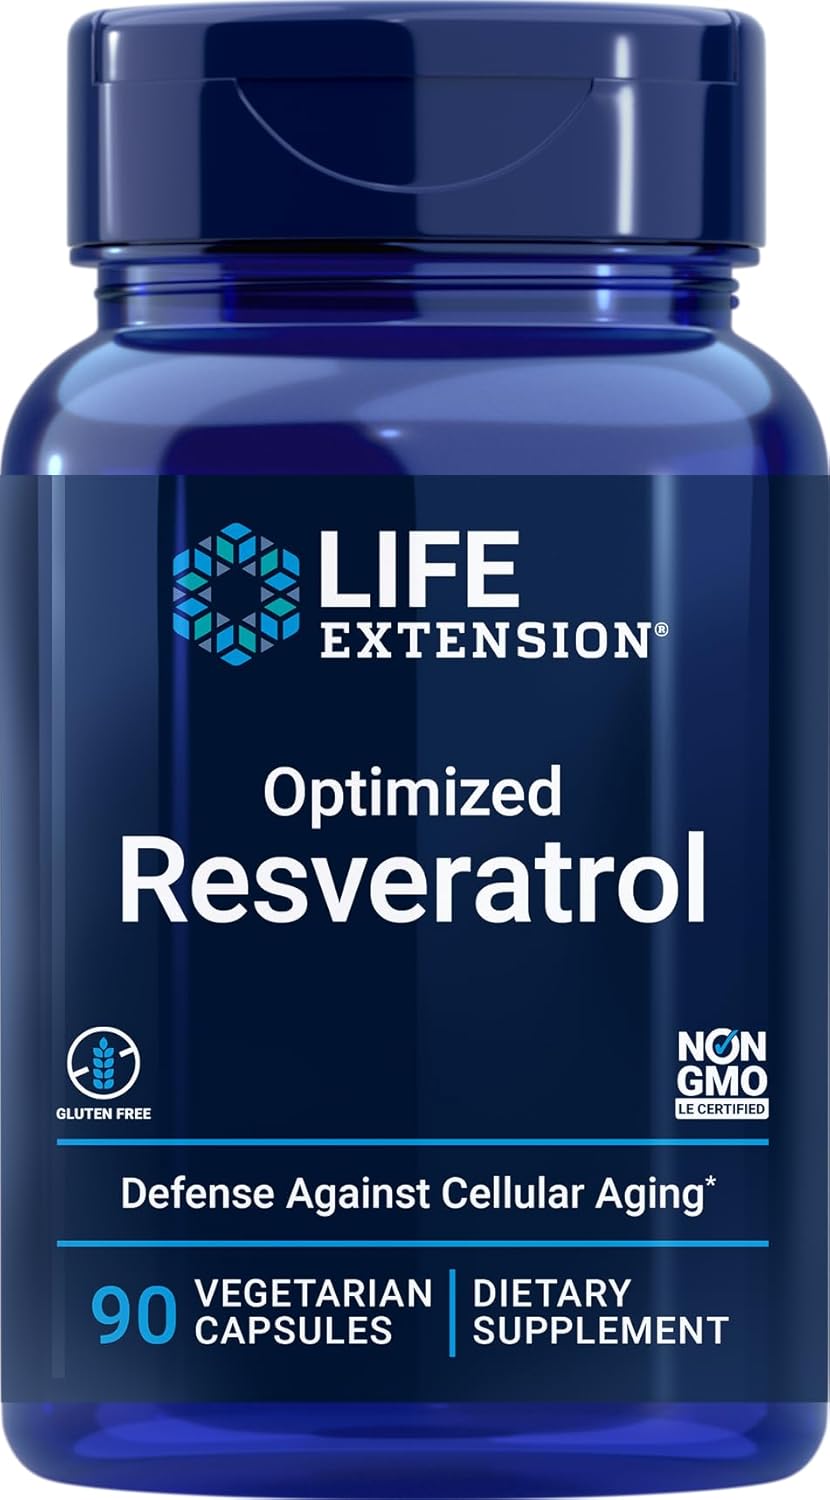 LIFE
EXTENSION®
Optimized
Resveratrol
GLUTEN FREE
NON
GMO
LE CERTIFIED
Defense Against Cellular Aging*
90 VEGETARIAN CAPSULES
DIETARY SUPPLEMENT